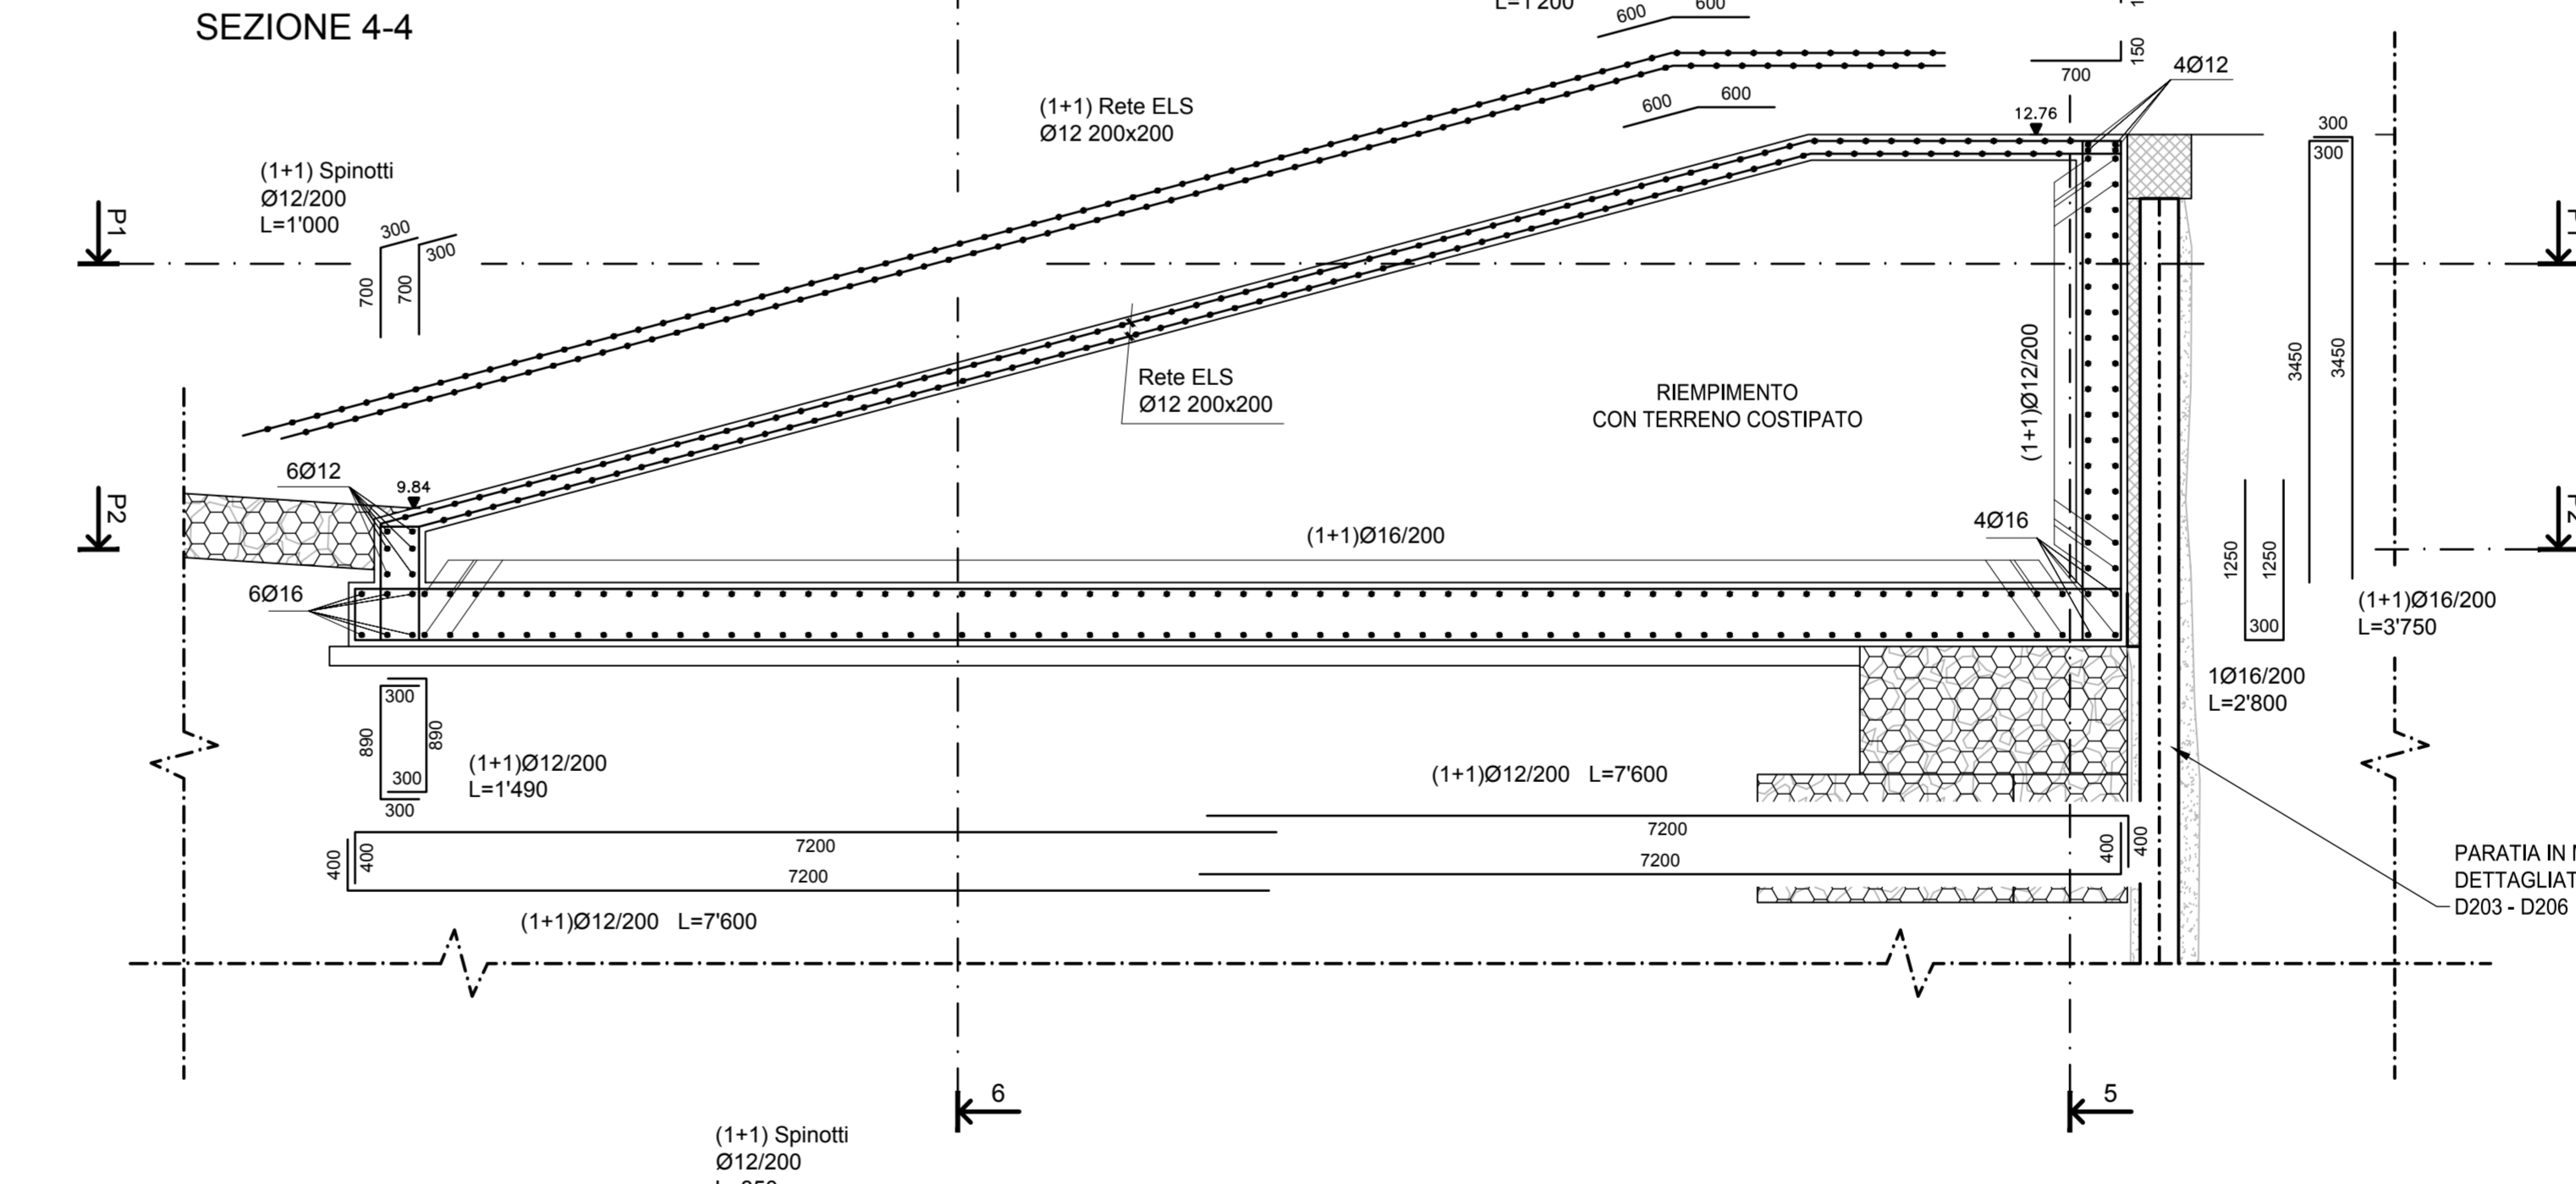 SEZIONE 4-4
600
600
150
700
4Ø12
(1+1) Rete ELS
Ø12 200x200
600
600
12.76
300
300
(1+1) Spinotti
Ø12/200
L=1'000
300
300
700
700
P1
(1+1)Ø12/200
3450
3450
Rete ELS
Ø12 200x200
RIEMPIMENTO
CON TERRENO COSTIPATO
6Ø12
9.84
P2
P2
(1+1)Ø16/200
4Ø16
1250
1250
300
(1+1)Ø16/200
L=3'750
6Ø16
1Ø16/200
L=2'800
300
890
890
300
300
(1+1)Ø12/200
L=1'490
(1+1)Ø12/200 L=7'600
7200
7200
400
400
7200
7200
400
400
(1+1)Ø12/200 L=7'600
PARATIA IN
DETTAGLIAT
D203 - D206
6
5
(1+1) Spinotti
Ø12/200